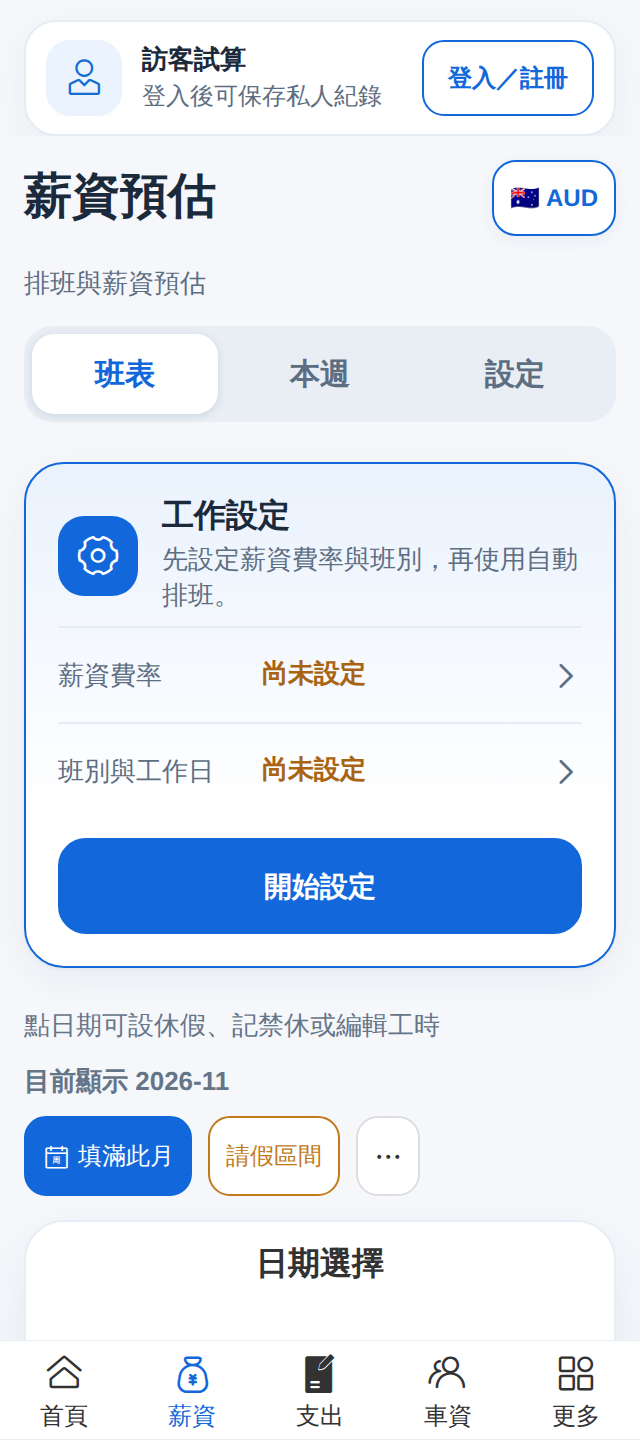 訪客試算
登入後可保存私人紀錄
登入／註冊
薪資預估
AUD
排班與薪資預估
班表
本週
設定
工作設定
先設定薪資費率與班別，再使用自動
排班。
薪資費率
尚未設定
班別與工作日
尚未設定
開始設定
點日期可設休假、記禁休或編輯工時
目前顯示 2026-11
填滿此月
請假區間
日期選擇
首頁
薪資
支出
車資
更多